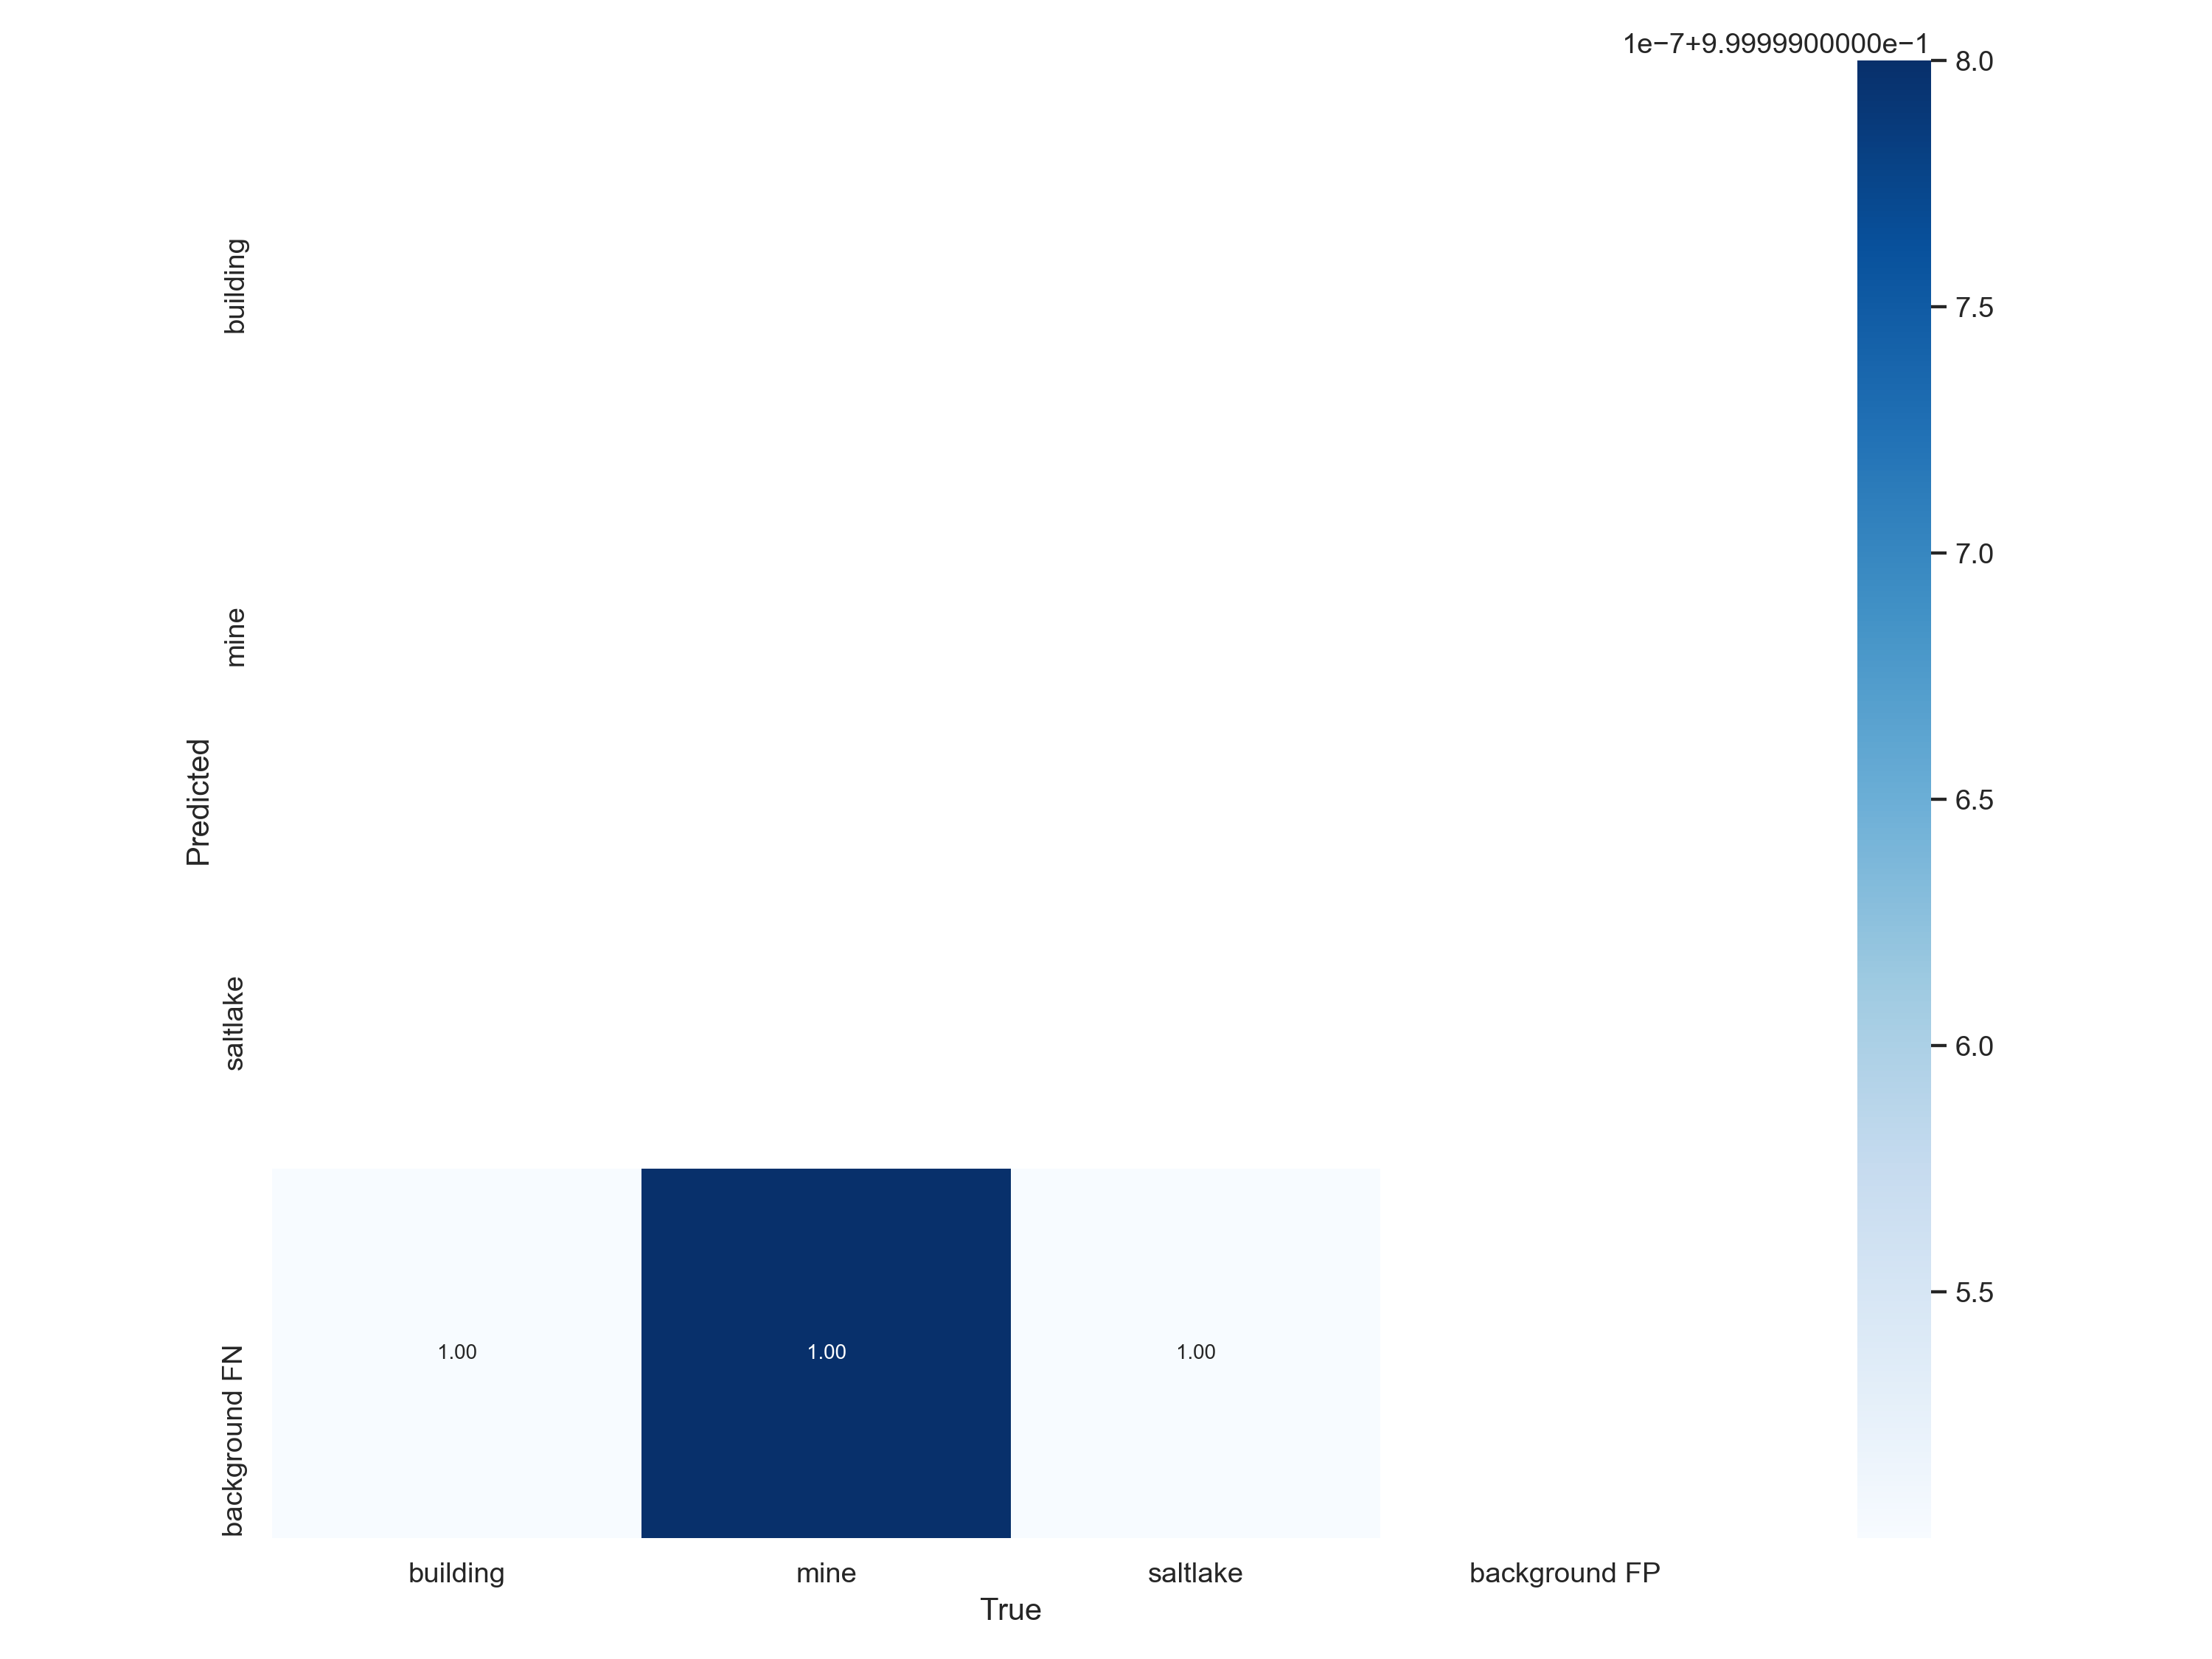 1e−7+9.9999900000e−1
8.0
7.5
7.0
6.5
6.0
5.5
Predicted
building
mine
saltlake
background FN
1.00 1.00 1.00
building mine saltlake background FP
True